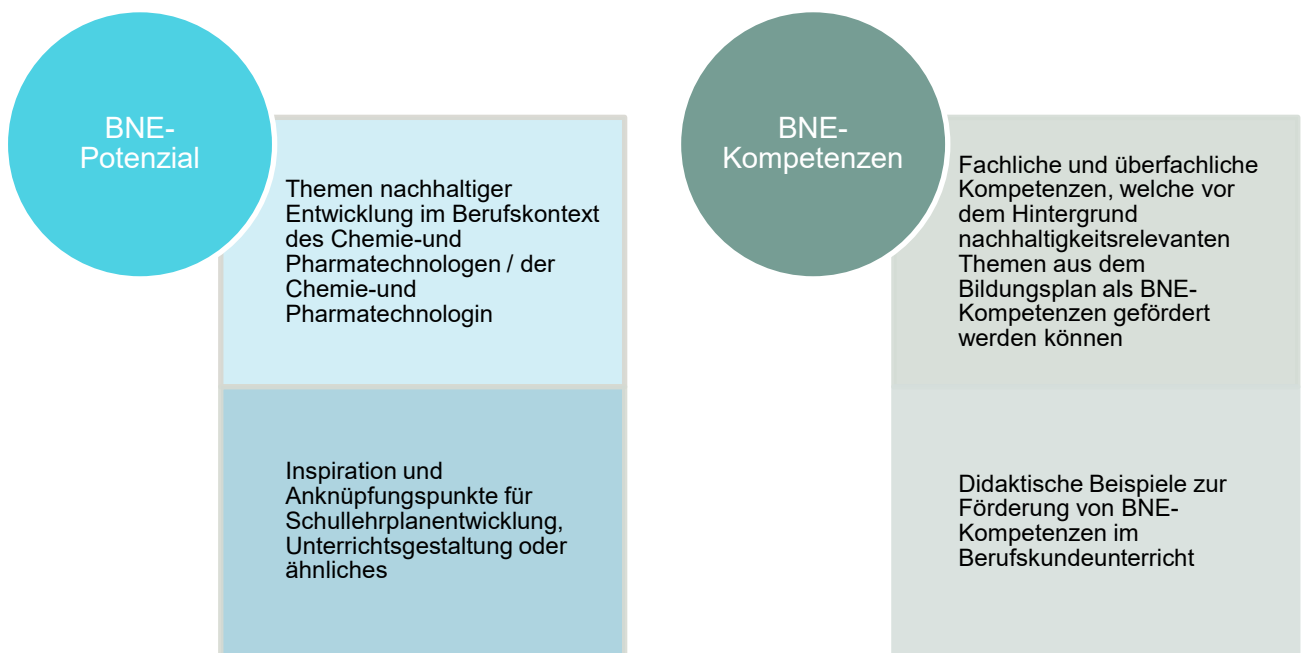 BNE-
Potenzial
Themen nachhaltiger
Entwicklung im Berufskontext
des Chemie-und
Pharmatechnologen / der
Chemie-und
Pharmatechnologin
Inspiration und
Anknüpfungspunkte für
Schullehrplanentwicklung,
Unterrichtsgestaltung oder
ähnliches
BNE-
Kompetenzen
Fachliche und überfachliche
Kompetenzen, welche vor
dem Hintergrund
nachhaltigkeitsrelevanten
Themen aus dem
Bildungsplan als BNE-
Kompetenzen gefördert
werden können
Didaktische Beispiele zur
Förderung von BNE-
Kompetenzen im
Berufskundeunterricht